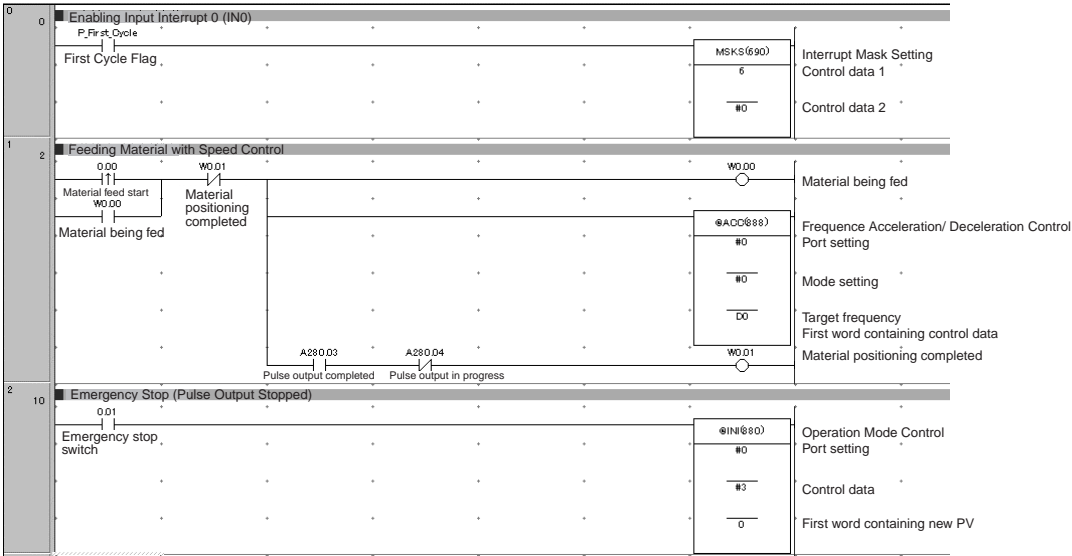 0
0
Enabling Input Interrupt 0 (IN0)
P_First_Cycle
First Cycle Flag
MSKS(690)
Interrupt Mask Setting
6
Control data 1
#0
Control data 2
1
2
Feeding Material with Speed Control
0.00
W0.01
W0.00
Material feed start
Material
positioning
completed
Material being fed
W0.00
Material being fed
@ACC(888)
Frequence Acceleration/ Deceleration Control
#0
Port setting
#0
Mode setting
D0
Target frequency
First word containing control data
A280.03
A280.04
W0.01
Material positioning completed
Pulse output completed
Pulse output in progress
2
10
Emergency Stop (Pulse Output Stopped)
0.01
Emergency stop
switch
@INI(880)
Operation Mode Control
#0
Port setting
#3
Control data
0
First word containing new PV